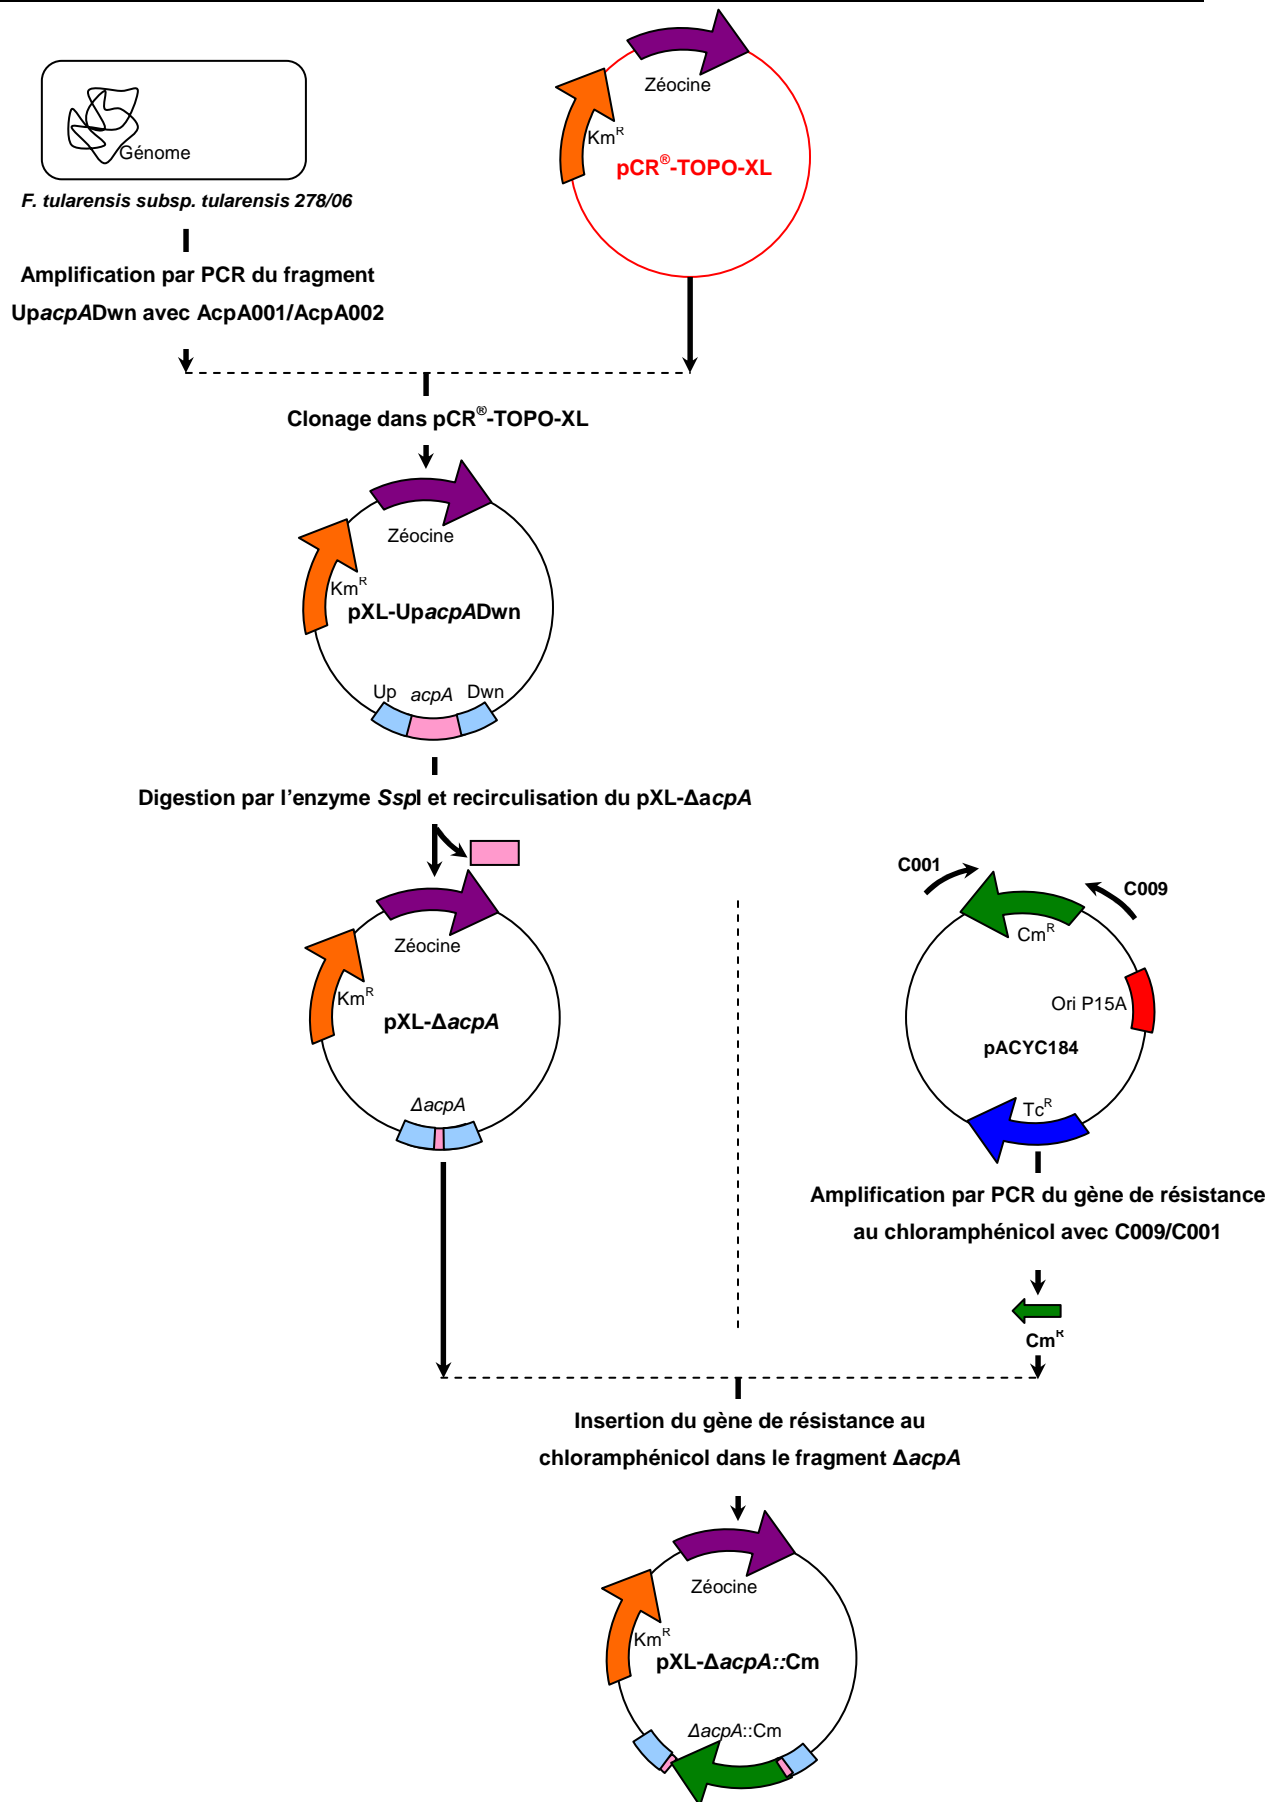 Zéocine
Km^R
pCR®-TOPO-XL
Génome
F. tularensis subsp. tularensis 278/06
Amplification par PCR du fragment
UpacpADwn avec AcpA001/AcpA002
Clonage dans pCR®-TOPO-XL
Zéocine
Km^R
pXL-UpacpADwn
Up acpA Dwn
Digestion par l’enzyme SspI et recirculisation du pXL-ΔacpA
Zéocine
Km^R
pXL-ΔacpA
ΔacpA
C001
C009
Cm^R
Ori P15A
pACYC184
Tc^R
Amplification par PCR du gène de résistance
au chloramphénicol avec C009/C001
Cm^R
Insertion du gène de résistance au
chloramphénicol dans le fragment ΔacpA
Zéocine
Km^R
pXL-ΔacpA::Cm
ΔacpA::Cm